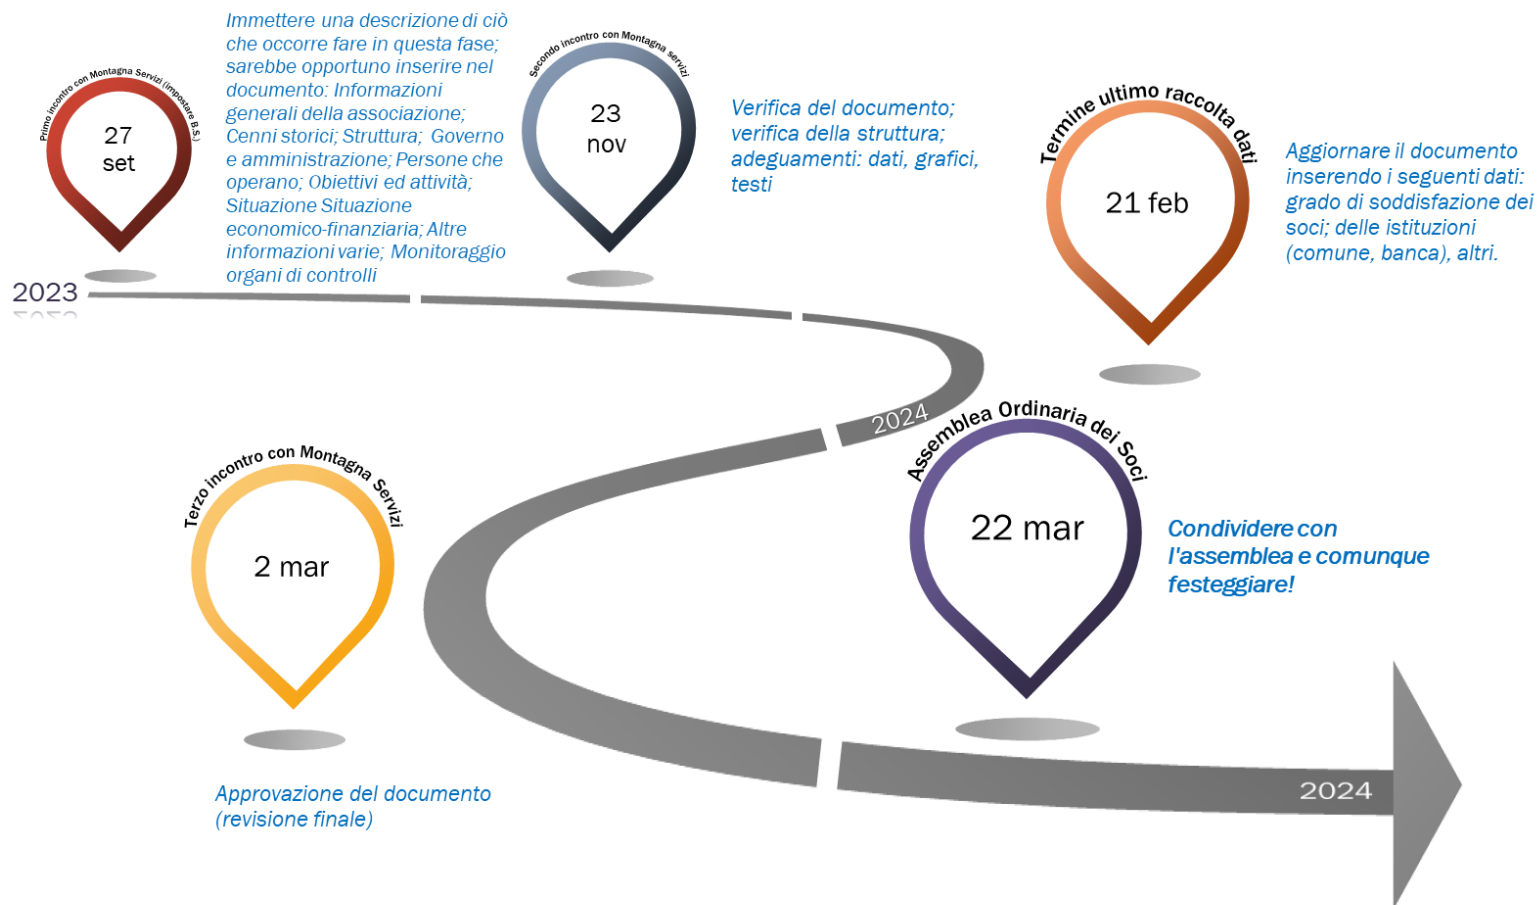 Primo incontro con Montagna Servizi (impostare B.S.)
27
set
Immettere una descrizione di ciò
che occorre fare in questa fase;
sarebbe opportuno inserire nel
documento: Informazioni
generali della associazione;
Cenni storici; Struttura; Governo
e amministrazione; Persone che
operano; Obiettivi ed attività;
Situazione Situazione
economico-finanziaria; Altre
informazioni varie; Monitoraggio
organi di controlli
Secondo incontro con Montagna servizi
23
nov
Verifica del documento;
verifica della struttura;
adeguamenti: dati, grafici,
testi
Termine ultimo raccolta dati
21 feb
Aggiornare il documento
inserendo i seguenti dati:
grado di soddisfazione dei
soci; delle istituzioni
(comune, banca), altri.
2023
2024
Terzo incontro con Montagna Servizi
2 mar
Approvazione del documento
(revisione finale)
Assemblea Ordinaria dei Soci
22 mar
Condividere con
l'assemblea e comunque
festeggiare!
2024